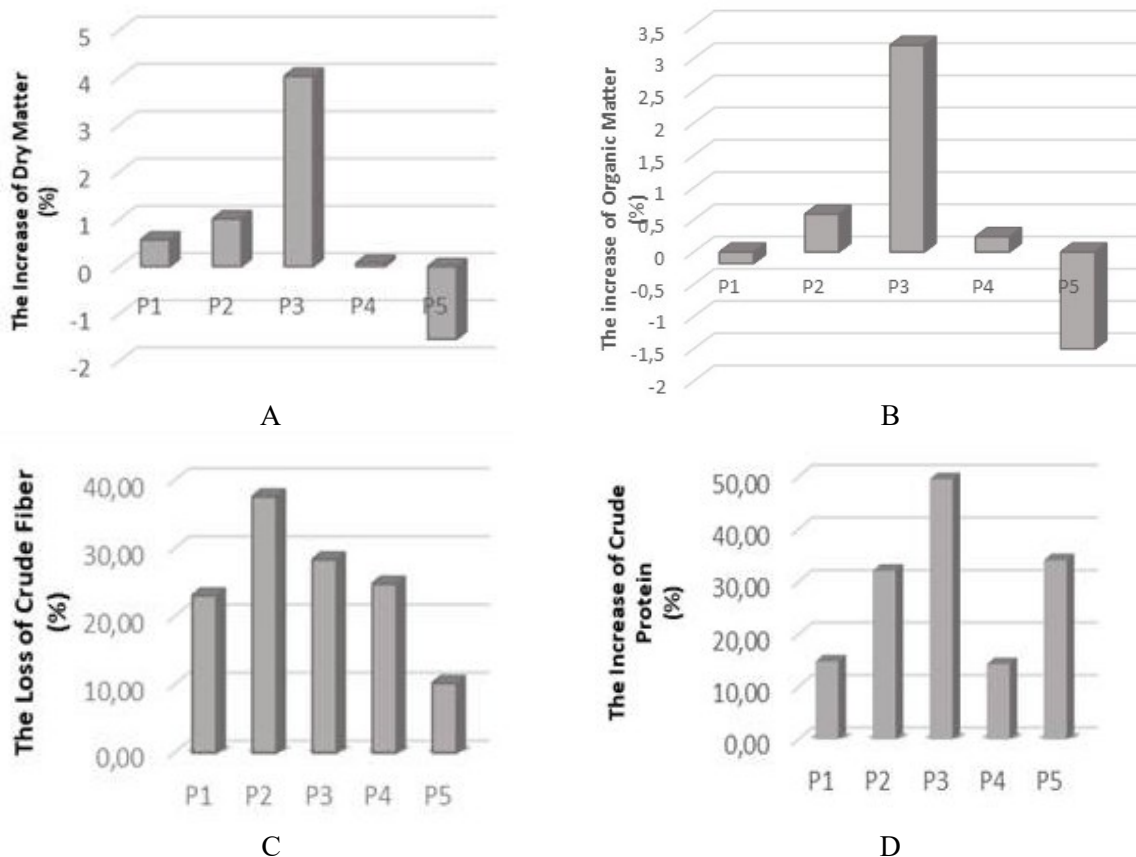 The Increase of Dry Matter
(%)
5
4
3
2
1
0
-1
-2
P1 P2 P3 P4 P5
A
The increase of Organic Matter
(%)
3,5
3
2,5
2
1,5
1
0,5
0
-0,5
-1
-1,5
-2
P1 P2 P3 P4 P5
B
The Loss of Crude Fiber
(%)
40,00
30,00
20,00
10,00
0,00
P1 P2 P3 P4 P5
C
The Increase of Crude
Protein
(%)
50,00
40,00
30,00
20,00
10,00
0,00
P1 P2 P3 P4 P5
D